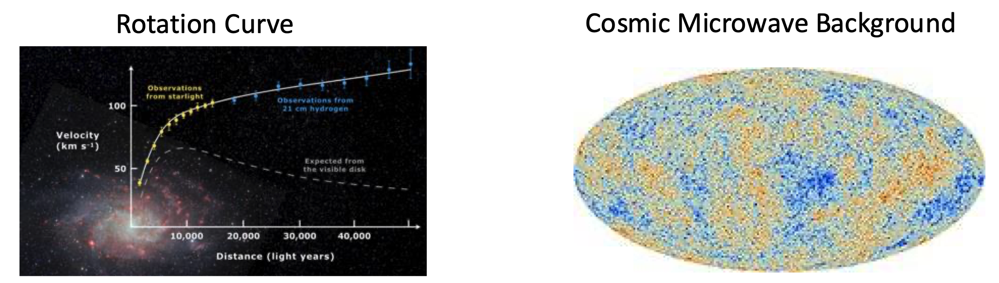 Rotation Curve
Cosmic Microwave Background
Observations
from starlight
100
Observations from
21 cm hydrogen
Velocity
(km s⁻¹)
Expected from
the visible disk
50
10,000
20,000
30,000
40,000
Distance (light years)